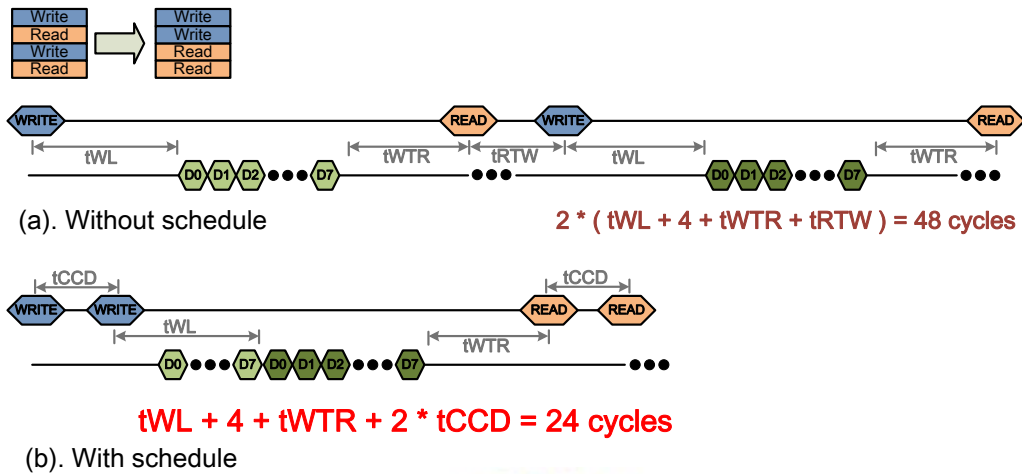 Write Write
Read Write
Write Read
Read Read
WRITE READ WRITE READ
tWL tWTR tRTW tWL tWTR
D0 D1 D2 D7 D0 D1 D2 D7
(a). Without schedule 2 * ( tWL + 4 + tWTR + tRTW ) = 48 cycles
tCCD tCCD
WRITE WRITE READ READ
tWL tWTR
D0 D7 D0 D1 D2 D7
tWL + 4 + tWTR + 2 * tCCD = 24 cycles
(b). With schedule